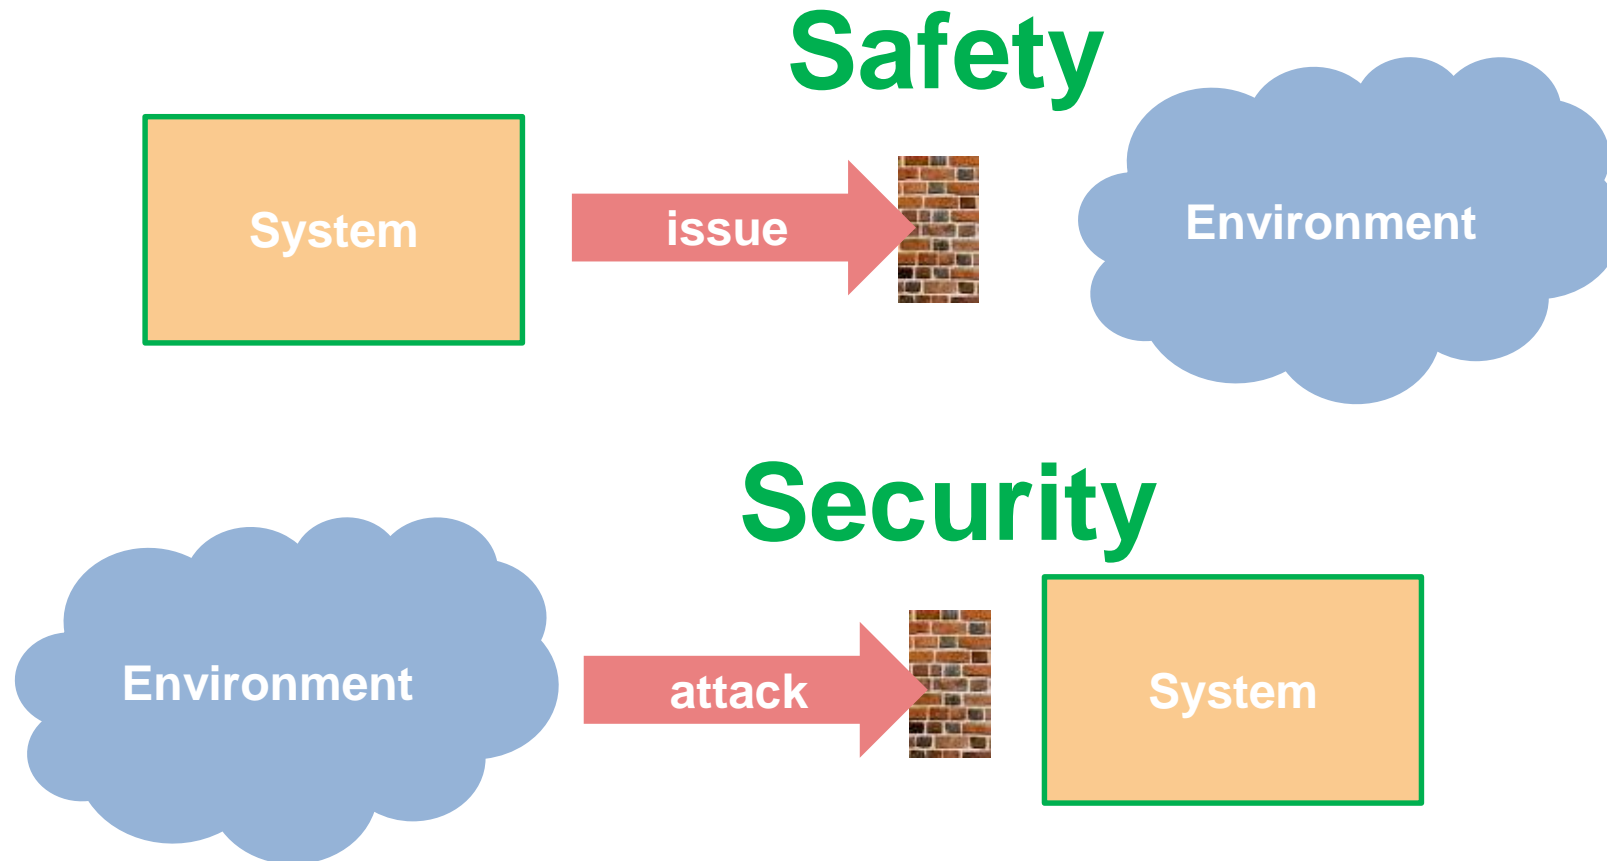 Safety
System
issue
Environment
Security
Environment
attack
System